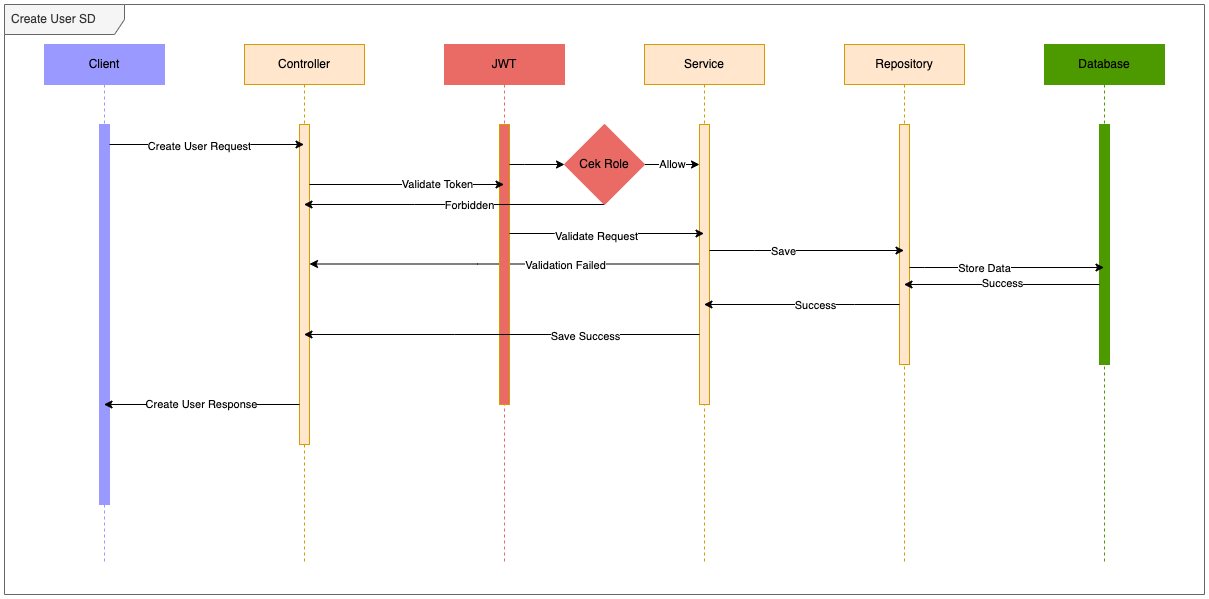 Create User SD
Client
Controller
JWT
Service
Repository
Database
Create User Request
Cek Role
Allow
Validate Token
Forbidden
Validate Request
Save
Validation Failed
Store Data
Success
Success
Save Success
Create User Response